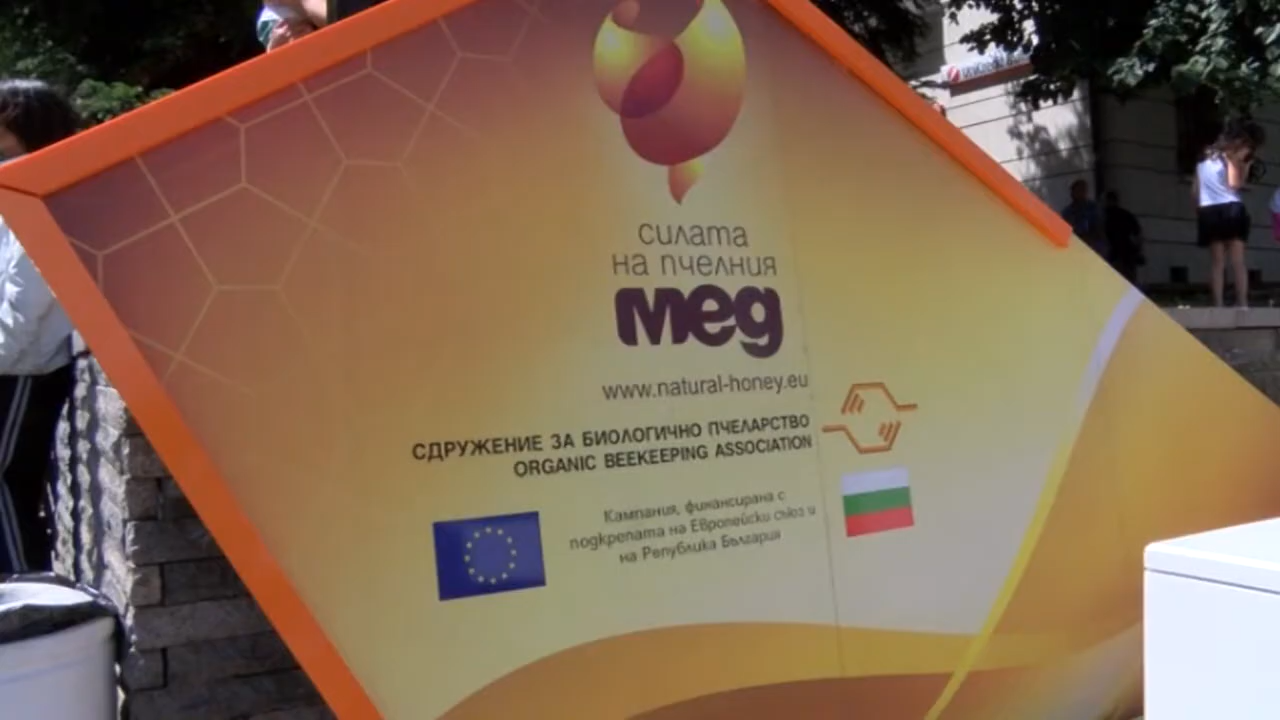 силата
на пчелния
мед
www.natural-honey.eu
СДРУЖЕНИЕ ЗА БИОЛОГИЧНО ПЧЕЛАРСТВО
ORGANIC BEEKEEPING ASSOCIATION
Кампания, финансирана с
подкрепата на Европейски съюз и
на Република България